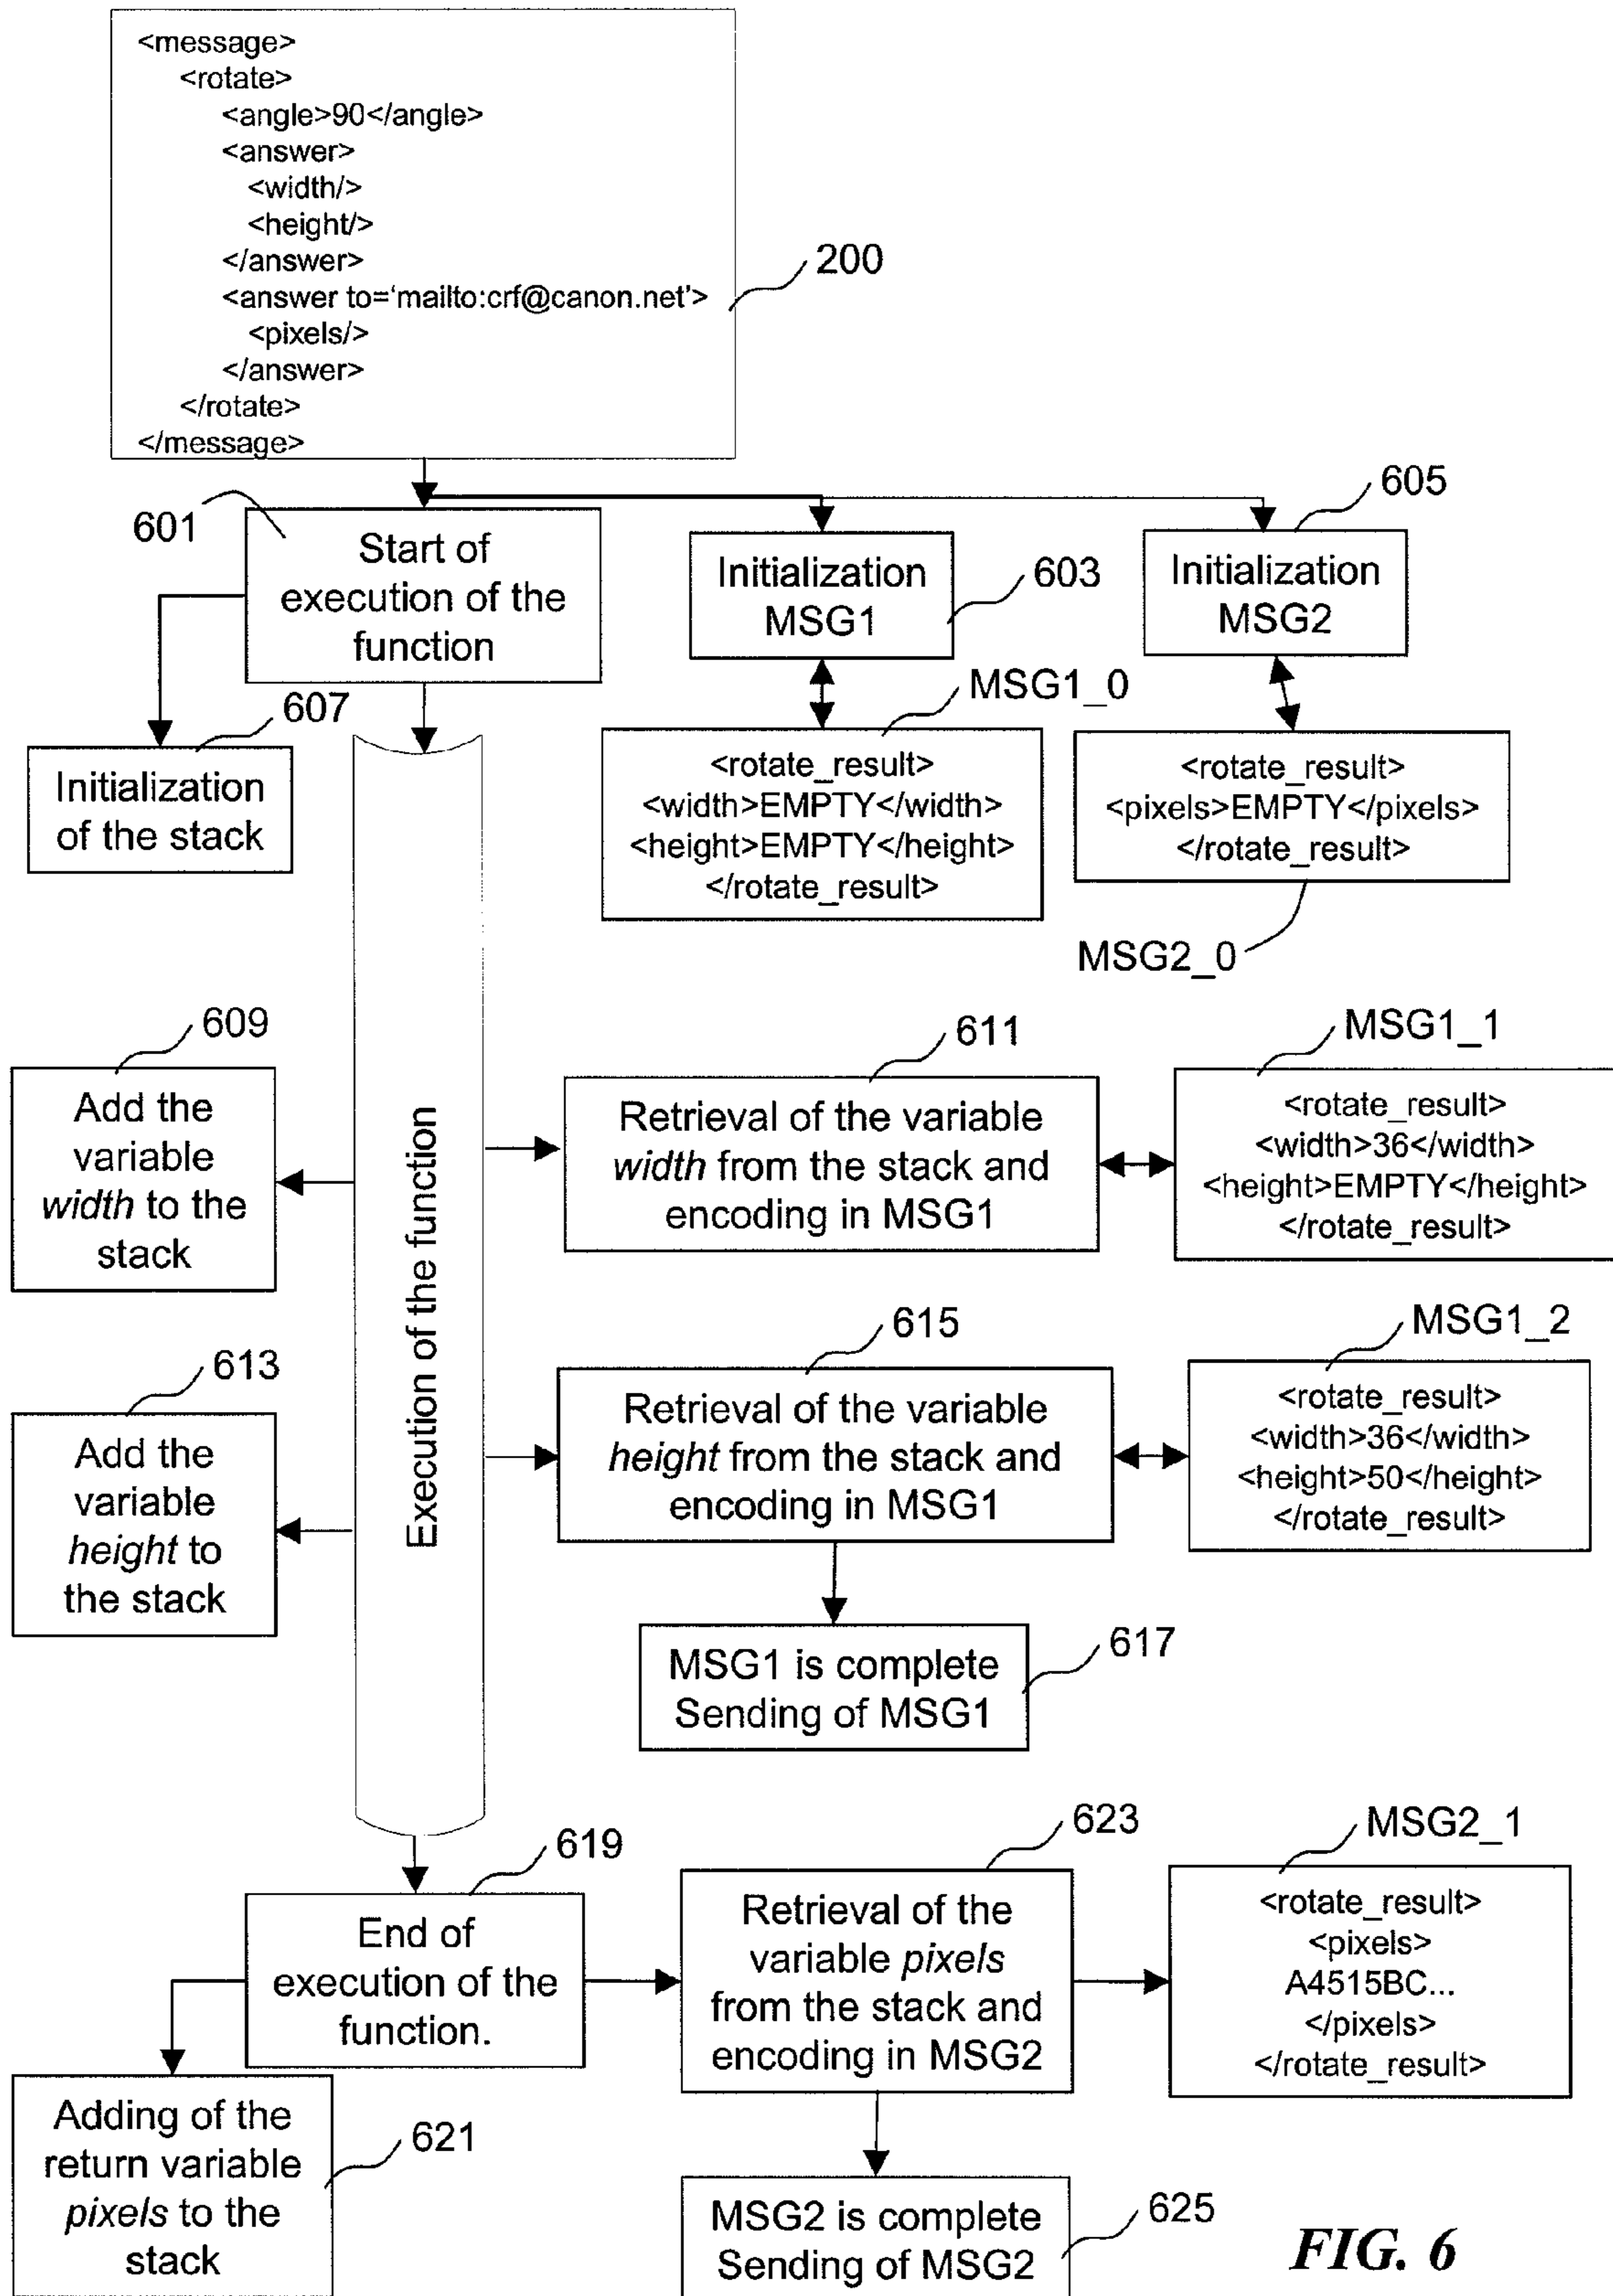 <message>
<rotate>
<angle>90</angle>
<answer>
<width/>
<height/>
</answer>
<answer to=‘mailto:crf@canon.net’>
<pixels/>
</answer>
</rotate>
</message>
200
601
Start of
execution of the
function
Initialization
MSG1
603
605
Initialization
MSG2
607
Initialization
of the stack
MSG1_0
<rotate_result>
<width>EMPTY</width>
<height>EMPTY</height>
</rotate_result>
<rotate_result>
<pixels>EMPTY</pixels>
</rotate_result>
MSG2_0
Execution of the function
609
Add the
variable
width to the
stack
611
Retrieval of the variable
width from the stack and
encoding in MSG1
MSG1_1
<rotate_result>
<width>36</width>
<height>EMPTY</height>
</rotate_result>
613
Add the
variable
height to
the stack
615
Retrieval of the variable
height from the stack and
encoding in MSG1
MSG1_2
<rotate_result>
<width>36</width>
<height>50</height>
</rotate_result>
617
MSG1 is complete
Sending of MSG1
619
End of
execution of the
function.
621
Adding of the
return variable
pixels to the
stack
623
Retrieval of the
variable pixels
from the stack and
encoding in MSG2
MSG2_1
<rotate_result>
<pixels>
A4515BC...
</pixels>
</rotate_result>
625
MSG2 is complete
Sending of MSG2
FIG. 6